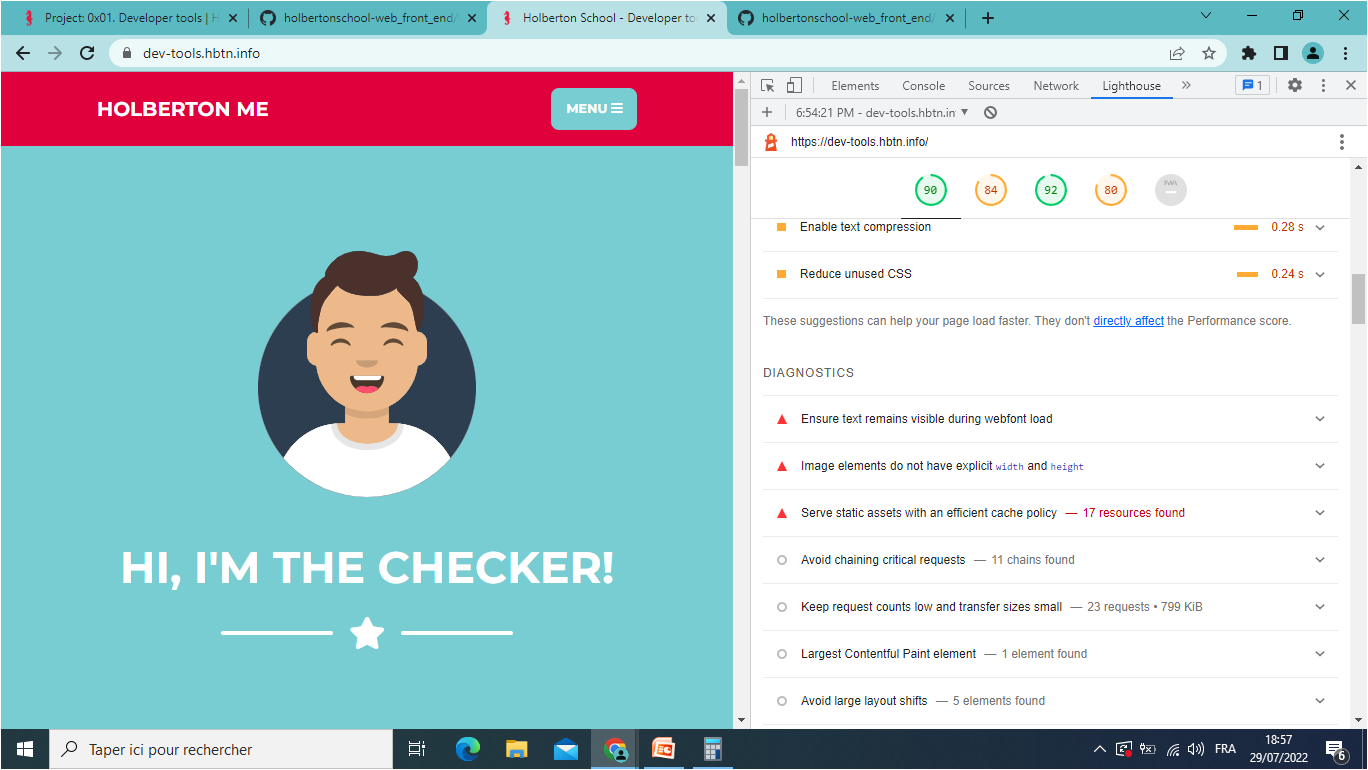 Project: 0x01. Developer tools | H
holbertonschool-web_front_end/
Holberton School - Developer to
holbertonschool-web_front_end/
dev-tools.hbtn.info
HOLBERTON ME
MENU
HI, I'M THE CHECKER!
Elements Console Sources Network Lighthouse » 1
6:54:21 PM - dev-tools.hbtn.in
https://dev-tools.hbtn.info/
90 84 92 80 PWA
Enable text compression 0.28 s
Reduce unused CSS 0.24 s
These suggestions can help your page load faster. They don't directly affect the Performance score.
DIAGNOSTICS
Ensure text remains visible during webfont load
Image elements do not have explicit width and height
Serve static assets with an efficient cache policy — 17 resources found
Avoid chaining critical requests — 11 chains found
Keep request counts low and transfer sizes small — 23 requests • 799 KiB
Largest Contentful Paint element — 1 element found
Avoid large layout shifts — 5 elements found
Taper ici pour rechercher
FRA
18:57
29/07/2022
6